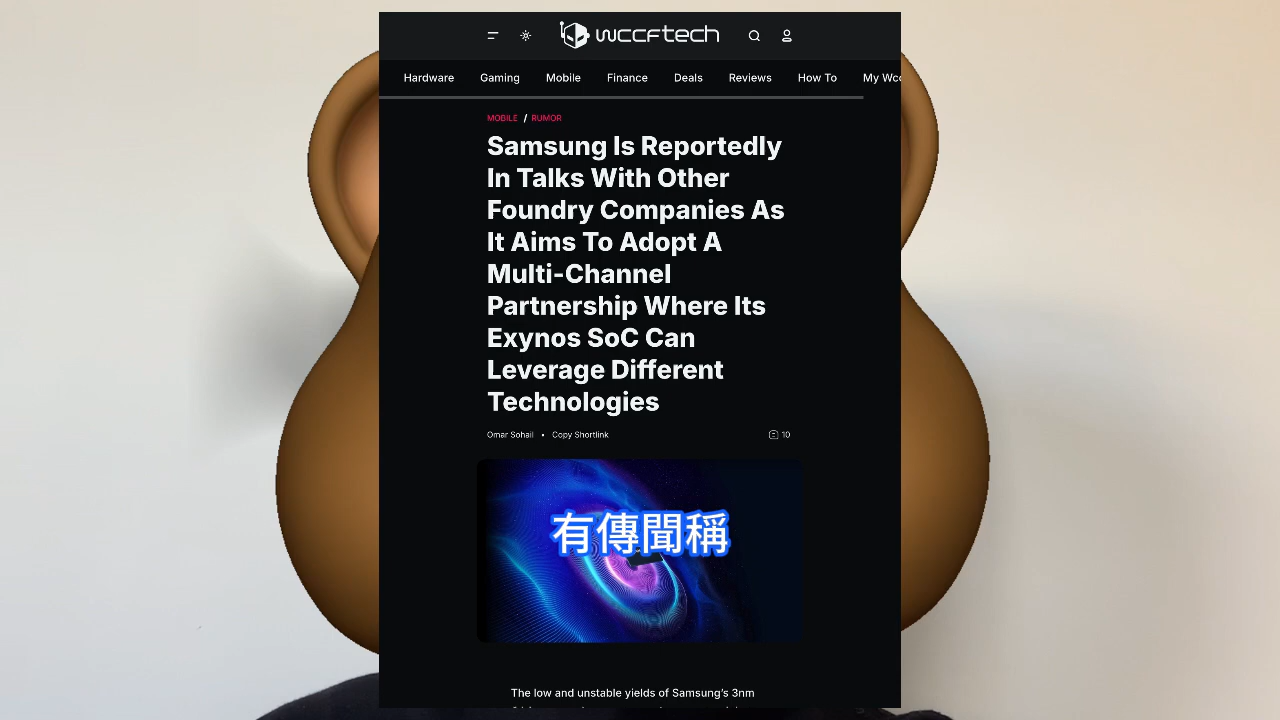 wccftech
Hardware Gaming Mobile Finance Deals Reviews How To My Wcc
MOBILE / RUMOR
Samsung Is Reportedly
In Talks With Other
Foundry Companies As
It Aims To Adopt A
Multi-Channel
Partnership Where Its
Exynos SoC Can
Leverage Different
Technologies
Omar Sohail • Copy Shortlink 10
有傳聞稱
The low and unstable yields of Samsung's 3nm